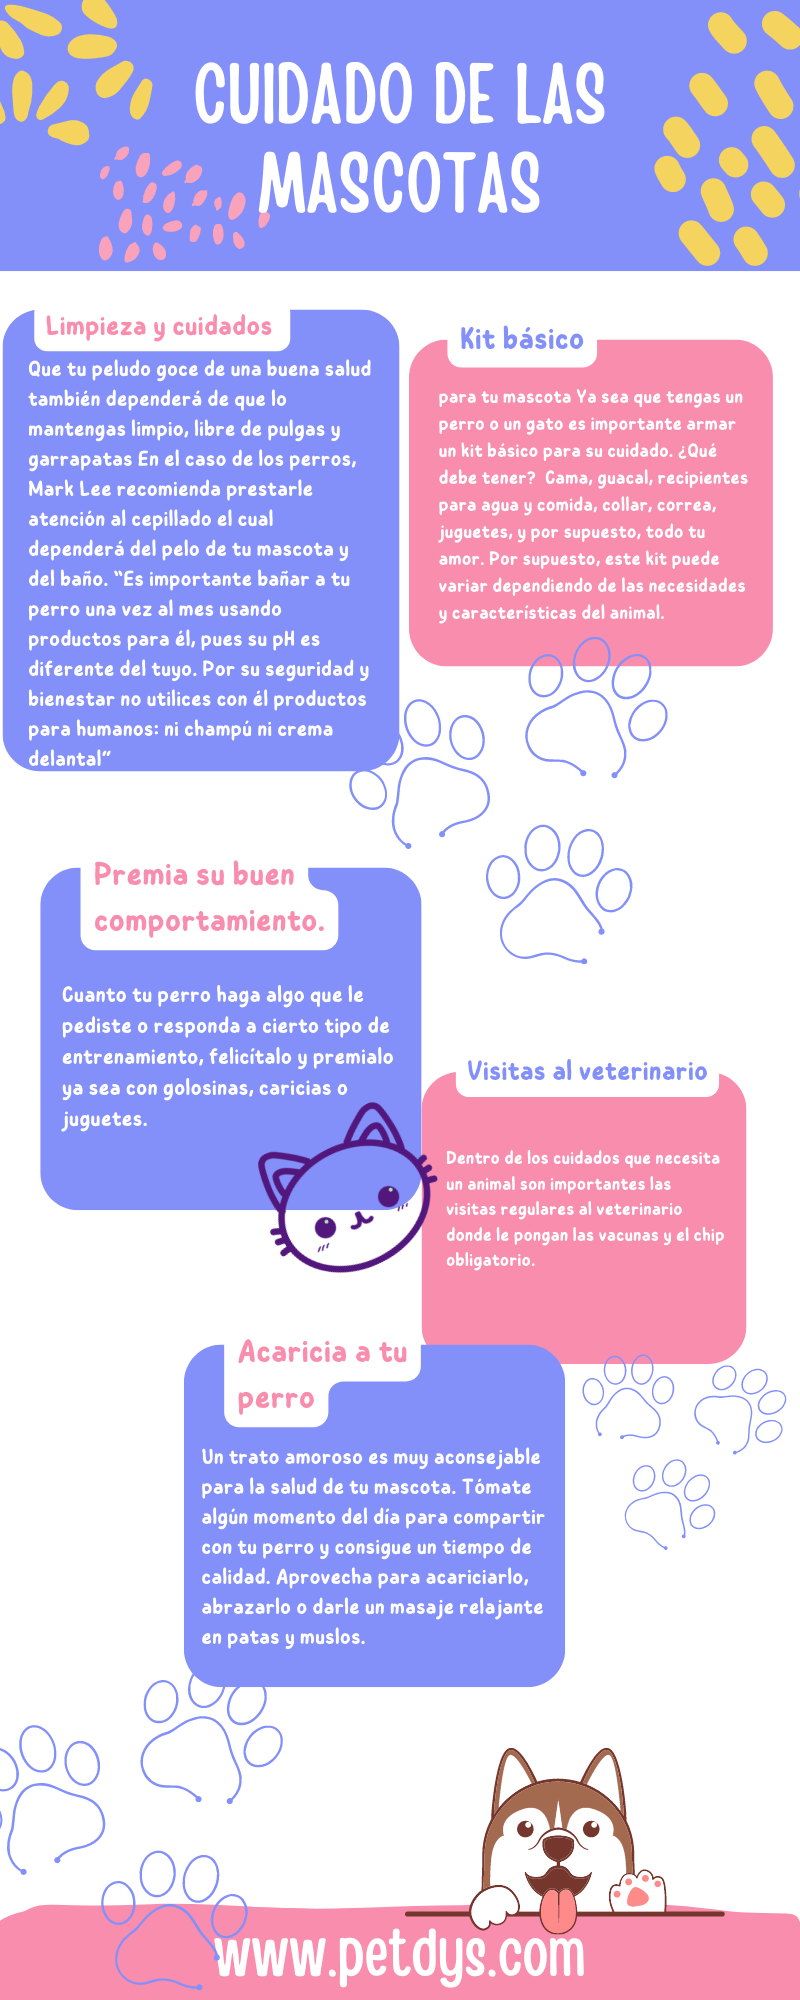 CUIDADO DE LAS
MASCOTAS
Limpieza y cuidados
Que tu peludo goce de una buena salud
también dependerá de que lo
mantengas limpio, libre de pulgas y
garrapatas En el caso de los perros,
Mark Lee recomienda prestarle
atención al cepillado el cual
dependerá del pelo de tu mascota y
del baño. “Es importante bañar a tu
perro una vez al mes usando
productos para él, pues su pH es
diferente del tuyo. Por su seguridad y
bienestar no utilices con él productos
para humanos: ni champú ni crema
delantal”
Kit básico
para tu mascota Ya sea que tengas un
perro o un gato es importante armar
un kit básico para su cuidado. ¿Qué
debe tener?  Cama, guacal, recipientes
para agua y comida, collar, correa,
juguetes, y por supuesto, todo tu
amor. Por supuesto, este kit puede
variar dependiendo de las necesidades
y características del animal.
Premia su buen
comportamiento.
Cuanto tu perro haga algo que le
pediste o responda a cierto tipo de
entrenamiento, felicítalo y premialo
ya sea con golosinas, caricias o
juguetes.
Visitas al veterinario
Dentro de los cuidados que necesita
un animal son importantes las
visitas regulares al veterinario
donde le pongan las vacunas y el chip
obligatorio.
Acaricia a tu
perro
Un trato amoroso es muy aconsejable
para la salud de tu mascota. Tómate
algún momento del día para compartir
con tu perro y consigue un tiempo de
calidad. Aprovecha para acariciarlo,
abrazarlo o darle un masaje relajante
en patas y muslos.
www.petdys.com